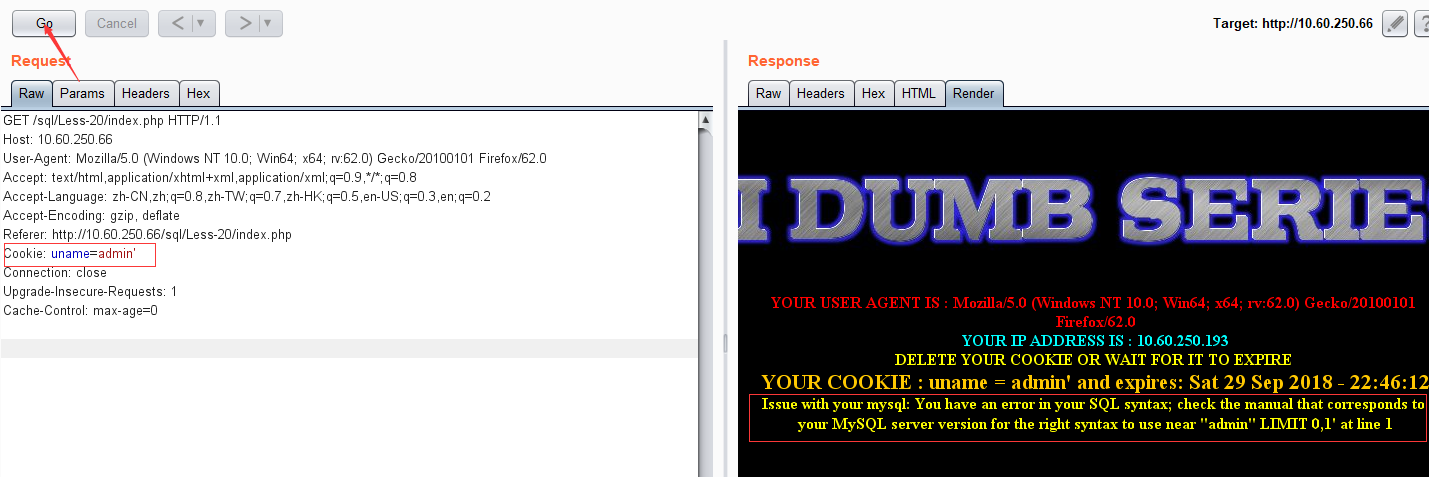 Go
Cancel
<
▼
>
▼
Target: http://10.60.250.66
?
Request
Raw
Params
Headers
Hex
GET /sql/Less-20/index.php HTTP/1.1
Host: 10.60.250.66
User-Agent: Mozilla/5.0 (Windows NT 10.0; Win64; x64; rv:62.0) Gecko/20100101 Firefox/62.0
Accept: text/html,application/xhtml+xml,application/xml;q=0.9,*/*;q=0.8
Accept-Language: zh-CN,zh;q=0.8,zh-TW;q=0.7,zh-HK;q=0.5,en-US;q=0.3,en;q=0.2
Accept-Encoding: gzip, deflate
Referer: http://10.60.250.66/sql/Less-20/index.php
Cookie: uname=admin'
Connection: close
Upgrade-Insecure-Requests: 1
Cache-Control: max-age=0
Response
Raw
Headers
Hex
HTML
Render
I DUMB SERIE
YOUR USER AGENT IS : Mozilla/5.0 (Windows NT 10.0; Win64; x64; rv:62.0) Gecko/20100101
Firefox/62.0
YOUR IP ADDRESS IS : 10.60.250.193
DELETE YOUR COOKIE OR WAIT FOR IT TO EXPIRE
YOUR COOKIE : uname = admin' and expires: Sat 29 Sep 2018 - 22:46:12
Issue with your mysql: You have an error in your SQL syntax; check the manual that corresponds to
your MySQL server version for the right syntax to use near ''admin'' LIMIT 0,1' at line 1